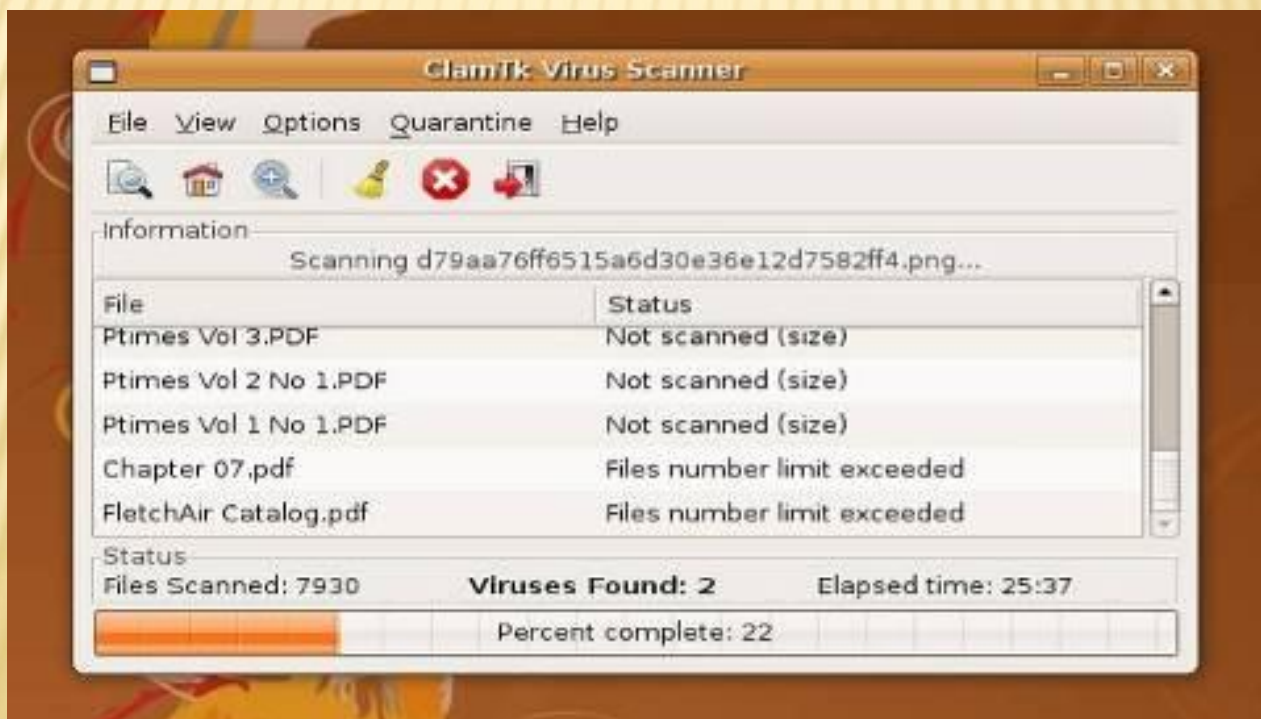 ClamTk Virus Scanner
File View Options Quarantine Help
Information
Scanning d79aa76ff6515a6d30e36e12d7582ff4.png...
File Status
Ptimes Vol 3.PDF Not scanned (size)
Ptimes Vol 2 No 1.PDF Not scanned (size)
Ptimes Vol 1 No 1.PDF Not scanned (size)
Chapter 07.pdf Files number limit exceeded
FletchAir Catalog.pdf Files number limit exceeded
Status
Files Scanned: 7930 Viruses Found: 2 Elapsed time: 25:37
Percent complete: 22